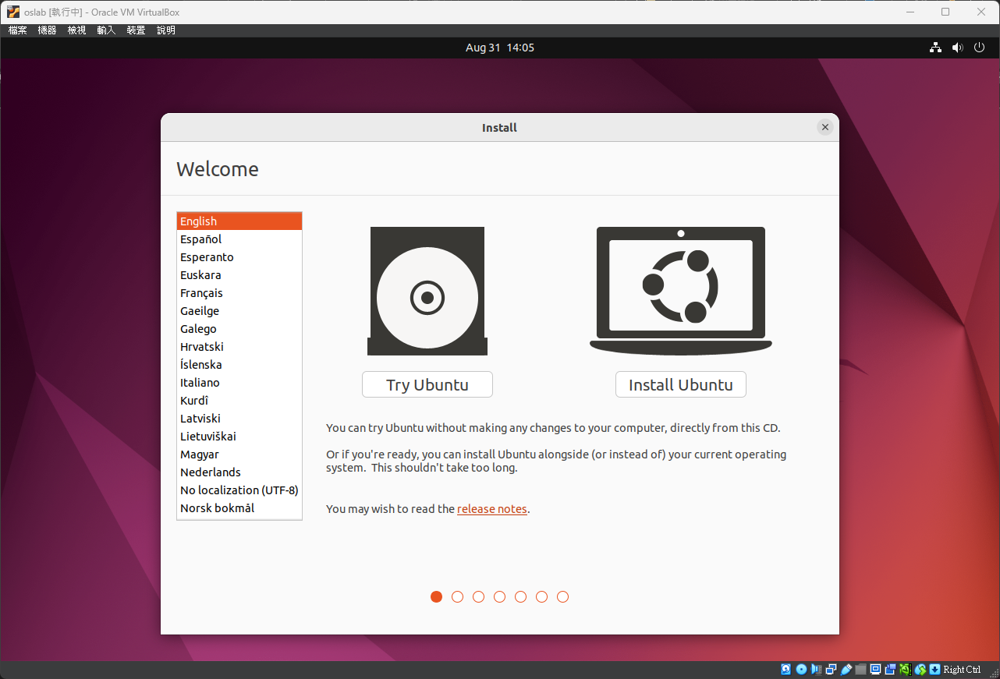 oslab [執行中] - Oracle VM VirtualBox
檔案 機器 檢視 輸入 裝置 說明
Aug 31 14:05
Install
Welcome
English
Español
Esperanto
Euskara
Français
Gaeilge
Galego
Hrvatski
Íslenska
Italiano
Kurdî
Latviski
Lietuviškai
Magyar
Nederlands
No localization (UTF-8)
Norsk bokmål
Try Ubuntu
Install Ubuntu
You can try Ubuntu without making any changes to your computer, directly from this CD.
Or if you're ready, you can install Ubuntu alongside (or instead of) your current operating
system. This shouldn't take too long.
You may wish to read the release notes.
Right Ctrl